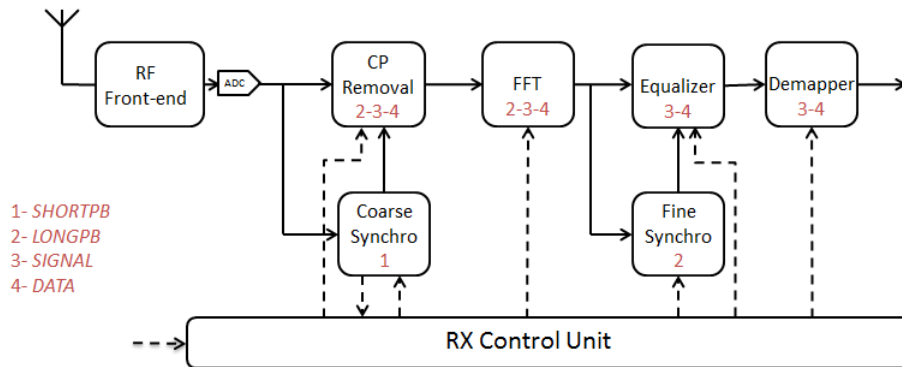 RF
Front-end
ADC
CP
Removal
2-3-4
FFT
2-3-4
Equalizer
3-4
Demapper
3-4
Coarse
Synchro
1
Fine
Synchro
2
1- SHORTPB
2- LONGPB
3- SIGNAL
4- DATA
RX Control Unit